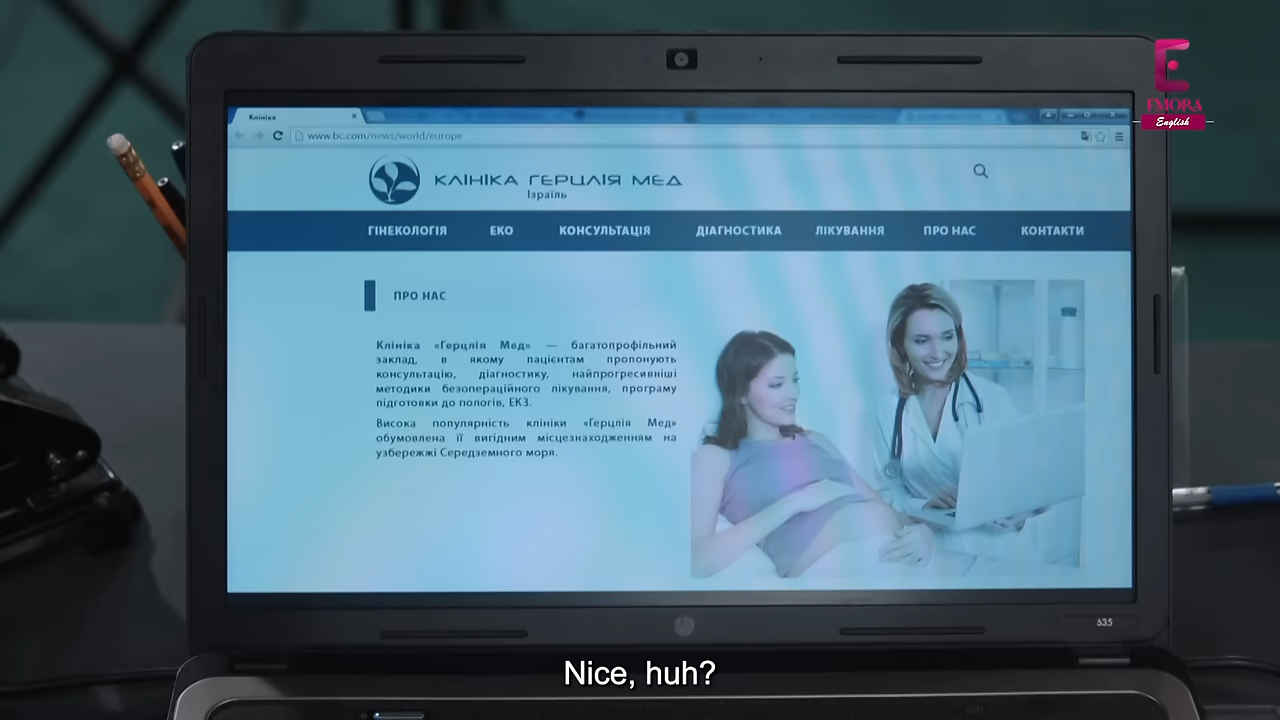 EMORA
English
Клініка
www.bc.com/news/world/europe
КЛІНІКА ГЕРЦЛІЯ МЕД
Ізраїль
ГІНЕКОЛОГІЯ ЕКО КОНСУЛЬТАЦІЯ ДІАГНОСТИКА ЛІКУВАННЯ ПРО НАС КОНТАКТИ
ПРО НАС
Клініка «Герцлія Мед» — багатопрофільний
заклад, в якому пацієнтам пропонують
консультацію, діагностику, найпрогресивніші
методики безопераційного лікування, програму
підготовки до пологів, ЕКЗ.
Висока популярність клініки «Герцлія Мед»
обумовлена її вигідним місцезнаходженням на
узбережжі Середземного моря.
hp
635
Nice, huh?